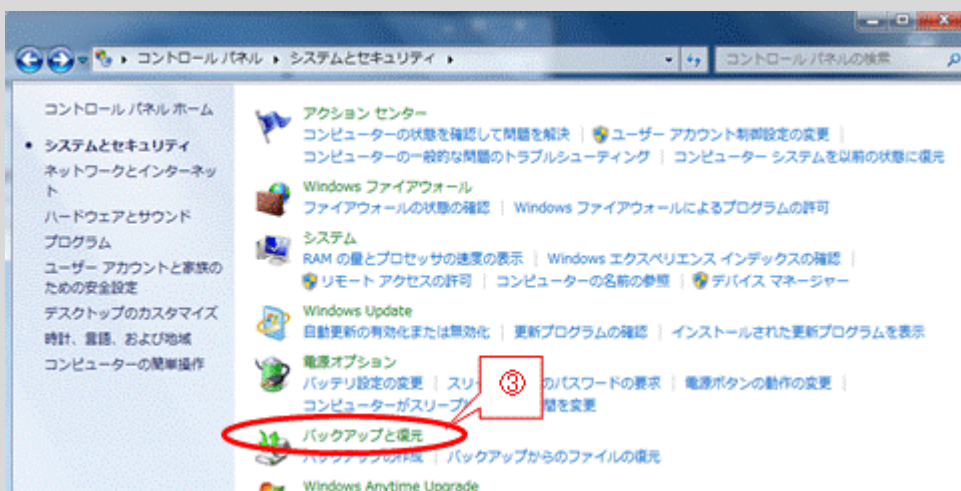 コントロール パネル ▸ システムとセキュリティ ▸
コントロール パネルの検索
コントロール パネル ホーム
• システムとセキュリティ
ネットワークとインターネッ
ト
ハードウェアとサウンド
プログラム
ユーザー アカウントと家族の
ための安全設定
デスクトップのカスタマイズ
時計、言語、および地域
コンピューターの簡単操作
アクション センター
コンピューターの状態を確認して問題を解決 | ユーザー アカウント制御設定の変更 |
コンピューターの一般的な問題のトラブルシューティング | コンピューター システムを以前の状態に復元
Windows ファイアウォール
ファイアウォールの状態の確認 | Windows ファイアウォールによるプログラムの許可
システム
RAM の量とプロセッサの速度の表示 | Windows エクスペリエンス インデックスの確認 |
リモート アクセスの許可 | コンピューターの名前の参照 | デバイス マネージャー
Windows Update
自動更新の有効化または無効化 | 更新プログラムの確認 | インストールされた更新プログラムを表示
電源オプション
バッテリ設定の変更 | スリ のパスワードの要求 | 電源ボタンの動作の変更 |
コンピューターがスリープ 間を変更
③
バックアップと復元
バックアップの作成 | バックアップからのファイルの復元
Windows Anytime Upgrade